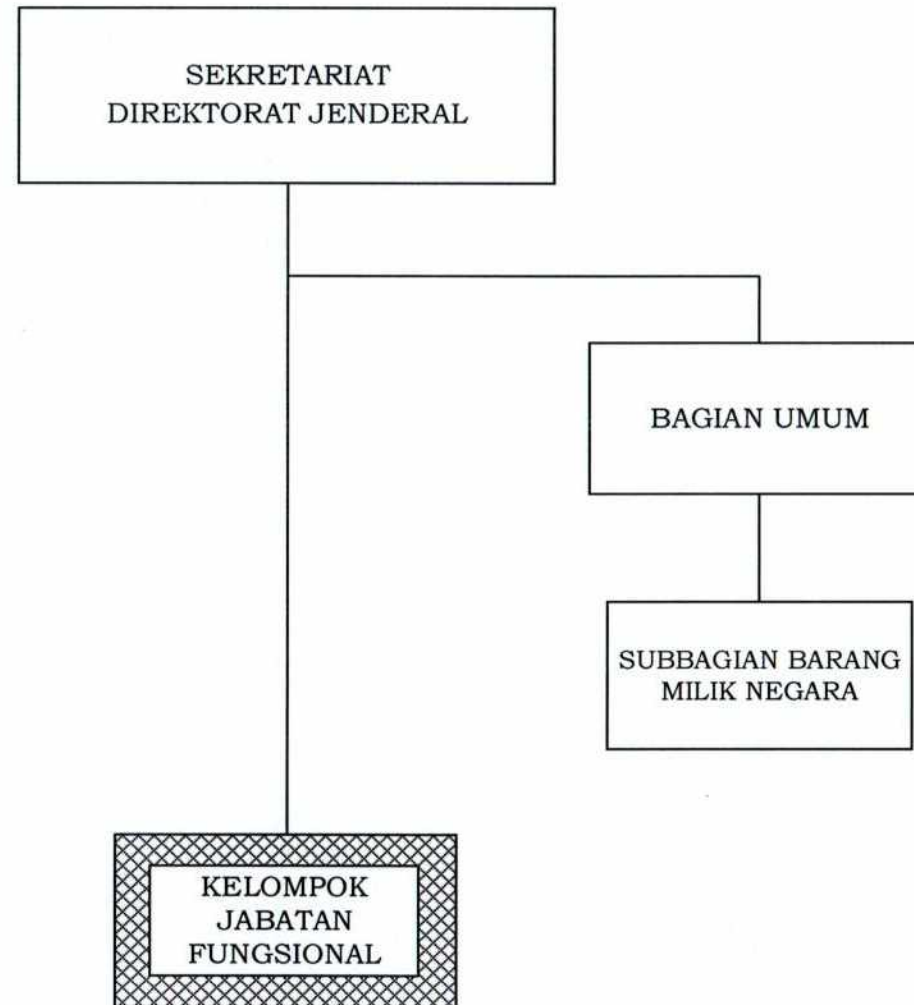 SEKRETARIAT
DIREKTORAT JENDERAL
BAGIAN UMUM
SUBBAGIAN BARANG
MILIK NEGARA
KELOMPOK
JABATAN
FUNGSIONAL